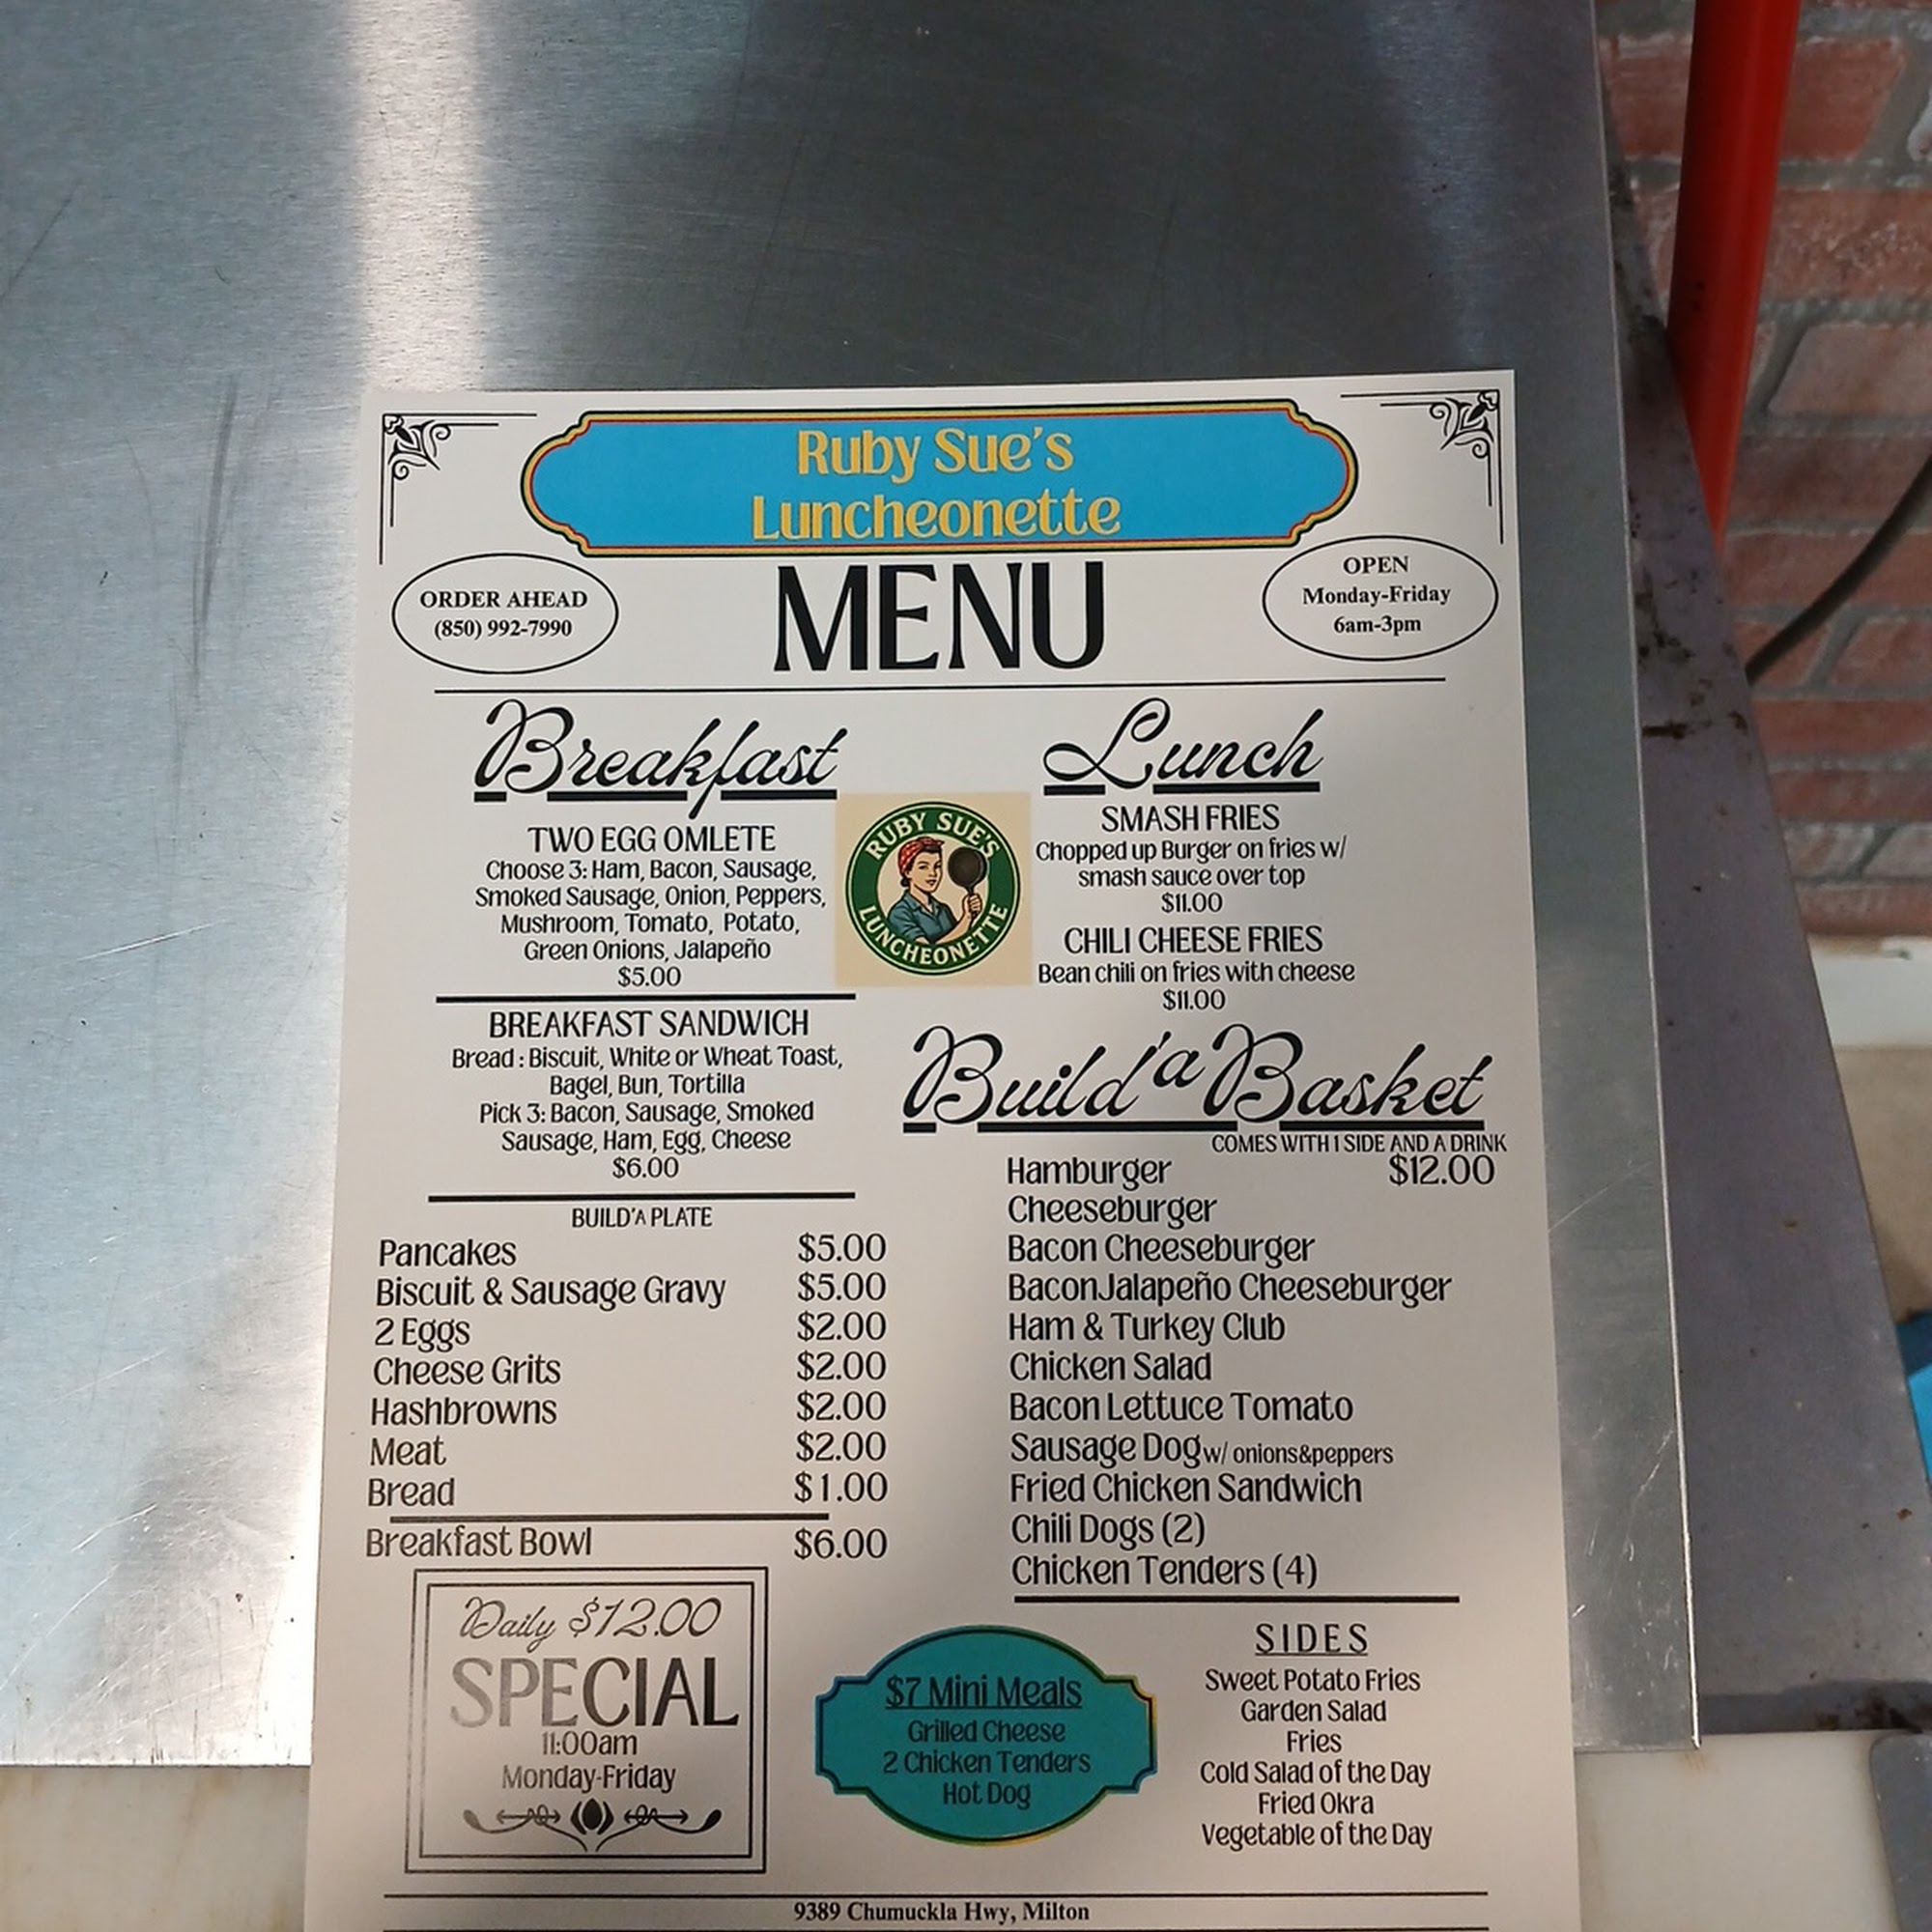 Ruby Sue's
Luncheonette
ORDER AHEAD
(850) 992-7990
MENU
OPEN
Monday-Friday
6am-3pm
Breakfast
TWO EGG OMLETE
Choose 3: Ham, Bacon, Sausage,
Smoked Sausage, Onion, Peppers,
Mushroom, Tomato, Potato,
Green Onions, Jalapeño
$5.00
BREAKFAST SANDWICH
Bread : Biscuit, White or Wheat Toast,
Bagel, Bun, Tortilla
Pick 3: Bacon, Sausage, Smoked
Sausage, Ham, Egg, Cheese
$6.00
BUILD'A PLATE
Pancakes $5.00
Biscuit & Sausage Gravy $5.00
2 Eggs $2.00
Cheese Grits $2.00
Hashbrowns $2.00
Meat $2.00
Bread $1.00
Breakfast Bowl $6.00
Daily $12.00
SPECIAL
11:00am
Monday-Friday
RUBY SUE'S
LUNCHEONETTE
Lunch
SMASH FRIES
Chopped up Burger on fries w/
smash sauce over top
$11.00
CHILI CHEESE FRIES
Bean chili on fries with cheese
$11.00
Build'a Basket
COMES WITH 1 SIDE AND A DRINK
Hamburger $12.00
Cheeseburger
Bacon Cheeseburger
BaconJalapeño Cheeseburger
Ham & Turkey Club
Chicken Salad
Bacon Lettuce Tomato
Sausage Dog w/ onions&peppers
Fried Chicken Sandwich
Chili Dogs (2)
Chicken Tenders (4)
$7 Mini Meals
Grilled Cheese
2 Chicken Tenders
Hot Dog
SIDES
Sweet Potato Fries
Garden Salad
Fries
Cold Salad of the Day
Fried Okra
Vegetable of the Day
9389 Chumuckla Hwy, Milton